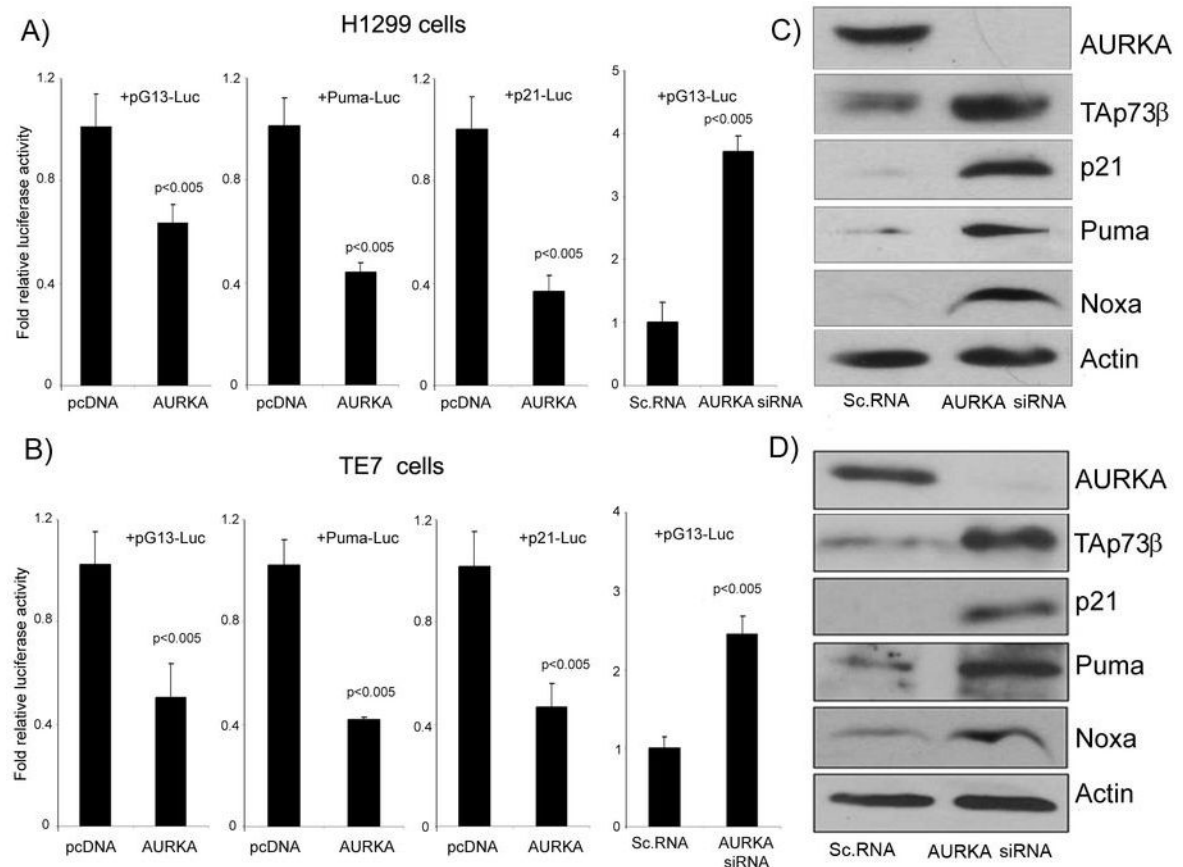 A)
H1299 cells
Fold relative luciferase activity
1.2
0.8
0.4
0
+pG13-Luc
p<0.005
pcDNA AURKA
1.2
0.8
0.4
0
+Puma-Luc
p<0.005
pcDNA AURKA
1.2
0.8
0.4
0
+p21-Luc
p<0.005
pcDNA AURKA
5
4
3
2
1
0
+pG13-Luc
p<0.005
Sc.RNA AURKA siRNA
C)
AURKA
TAp73β
p21
Puma
Noxa
Actin
Sc.RNA AURKA siRNA
B)
TE7 cells
Fold relative luciferase activity
1.2
0.8
0.4
0
+pG13-Luc
p<0.005
pcDNA AURKA
1.2
0.8
0.4
0
+Puma-Luc
p<0.005
pcDNA AURKA
1.2
0.8
0.4
0
+p21-Luc
p<0.005
pcDNA AURKA
4
3
2
1
0
+pG13-Luc
p<0.005
Sc.RNA AURKA
siRNA
D)
AURKA
TAp73β
p21
Puma
Noxa
Actin
Sc.RNA AURKA siRNA